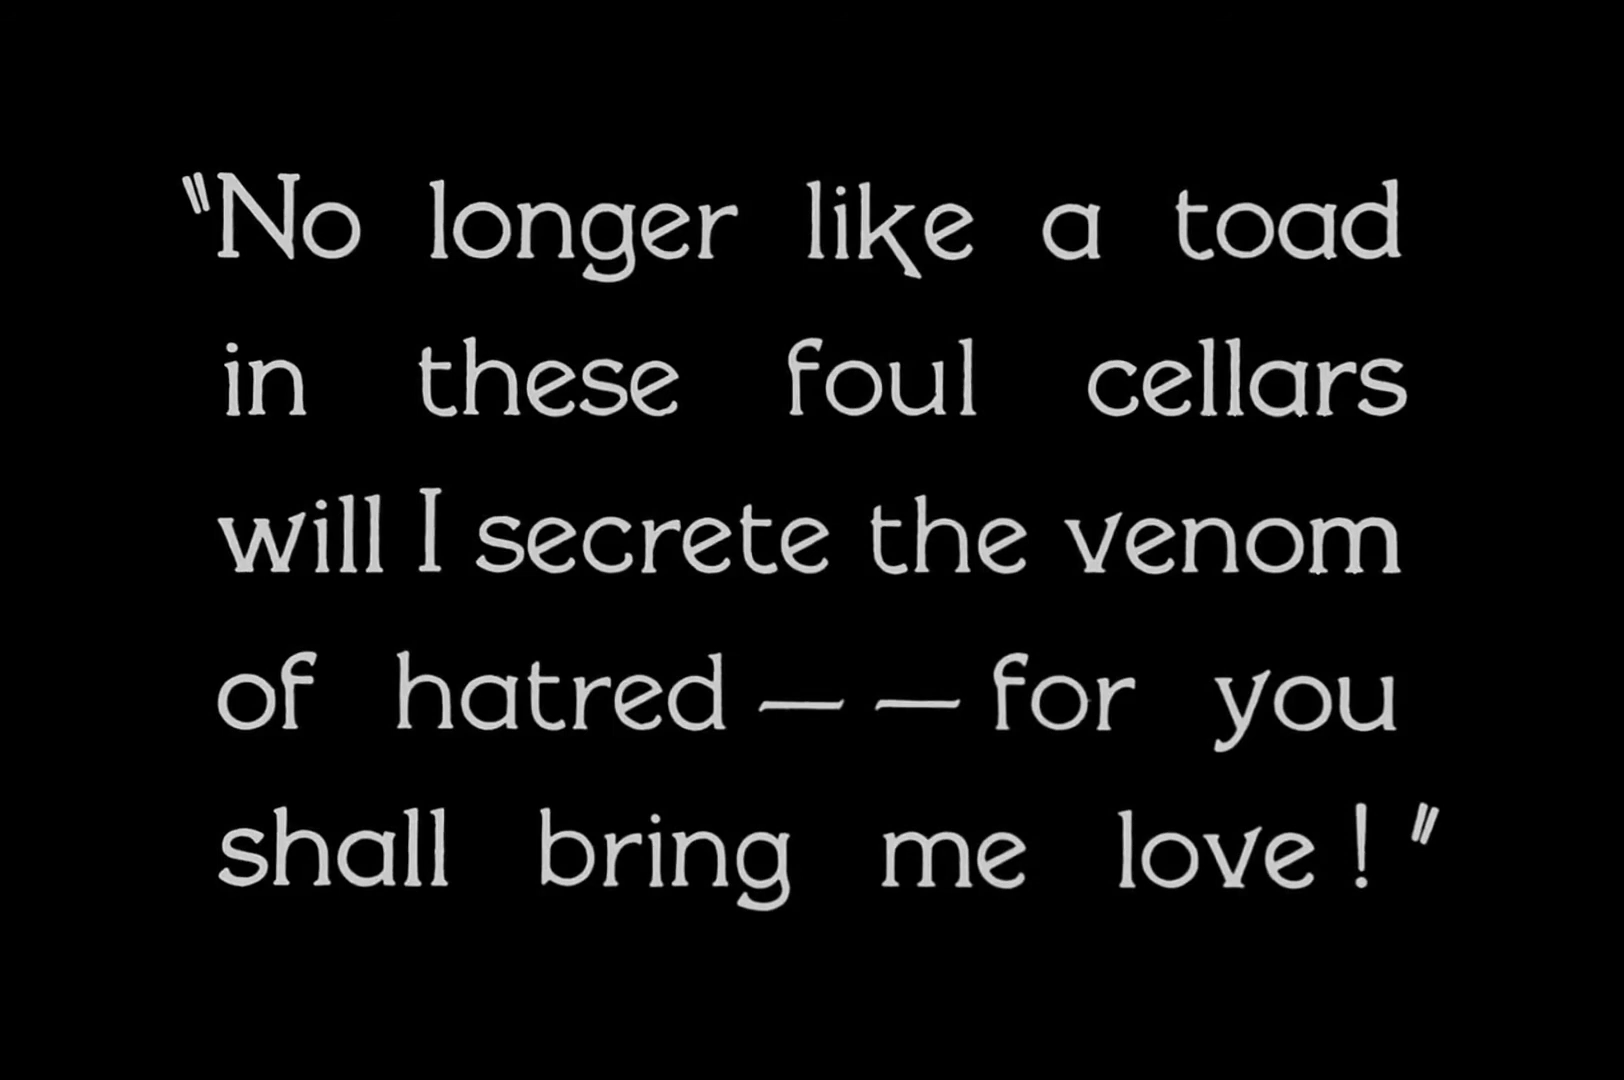 "No longer like a toad
in these foul cellars
will I secrete the venom
of hatred — — for you
shall bring me love! "